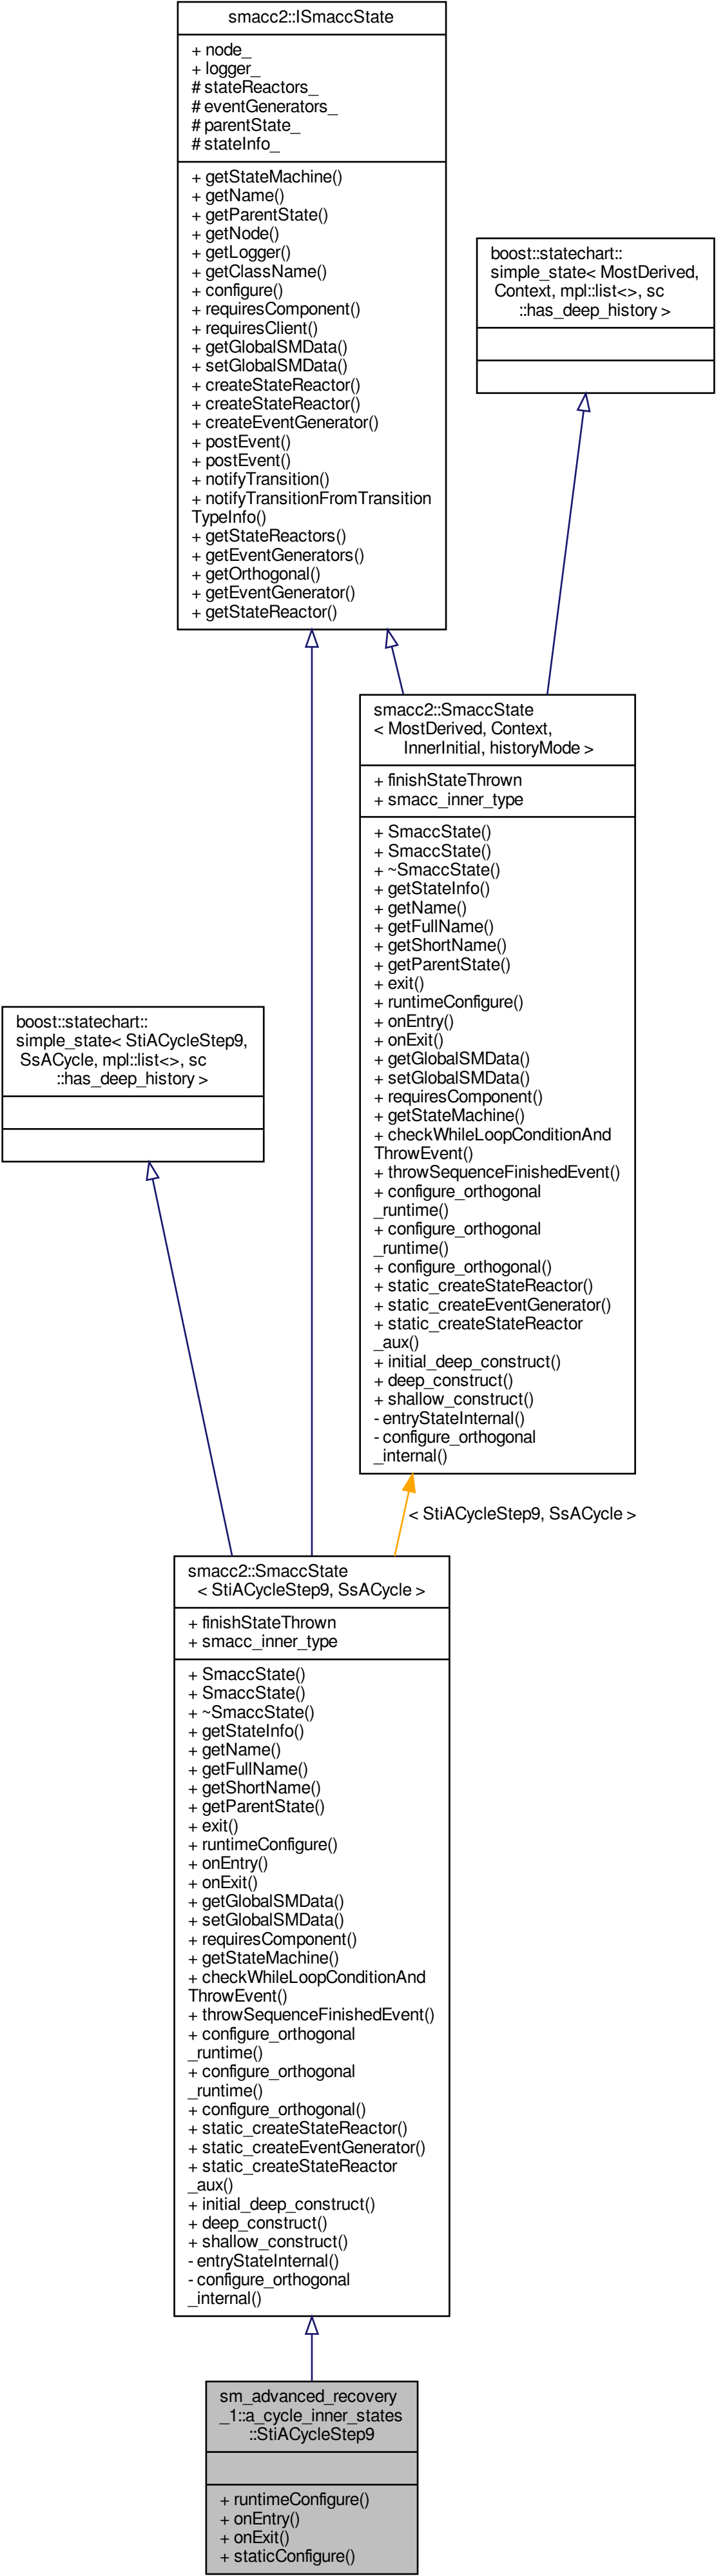 smacc2::ISmaccState
+ node_
+ logger_
# stateReactors_
# eventGenerators_
# parentState_
# stateInfo_
+ getStateMachine()
+ getName()
+ getParentState()
+ getNode()
+ getLogger()
+ getClassName()
+ configure()
+ requiresComponent()
+ requiresClient()
+ getGlobalSMData()
+ setGlobalSMData()
+ createStateReactor()
+ createStateReactor()
+ createEventGenerator()
+ postEvent()
+ postEvent()
+ notifyTransition()
+ notifyTransitionFromTransition
TypeInfo()
+ getStateReactors()
+ getEventGenerators()
+ getOrthogonal()
+ getEventGenerator()
+ getStateReactor()
boost::statechart::
simple_state< MostDerived,
Context, mpl::list<>, sc
::has_deep_history >
smacc2::SmaccState
< MostDerived, Context,
InnerInitial, historyMode >
+ finishStateThrown
+ smacc_inner_type
+ SmaccState()
+ SmaccState()
+ ~SmaccState()
+ getStateInfo()
+ getName()
+ getFullName()
+ getShortName()
+ getParentState()
+ exit()
+ runtimeConfigure()
+ onEntry()
+ onExit()
+ getGlobalSMData()
+ setGlobalSMData()
+ requiresComponent()
+ getStateMachine()
+ checkWhileLoopConditionAnd
ThrowEvent()
+ throwSequenceFinishedEvent()
+ configure_orthogonal
_runtime()
+ configure_orthogonal
_runtime()
+ configure_orthogonal()
+ static_createStateReactor()
+ static_createEventGenerator()
+ static_createStateReactor
_aux()
+ initial_deep_construct()
+ deep_construct()
+ shallow_construct()
- entryStateInternal()
- configure_orthogonal
_internal()
boost::statechart::
simple_state< StiACycleStep9,
SsACycle, mpl::list<>, sc
::has_deep_history >
< StiACycleStep9, SsACycle >
smacc2::SmaccState
< StiACycleStep9, SsACycle >
+ finishStateThrown
+ smacc_inner_type
+ SmaccState()
+ SmaccState()
+ ~SmaccState()
+ getStateInfo()
+ getName()
+ getFullName()
+ getShortName()
+ getParentState()
+ exit()
+ runtimeConfigure()
+ onEntry()
+ onExit()
+ getGlobalSMData()
+ setGlobalSMData()
+ requiresComponent()
+ getStateMachine()
+ checkWhileLoopConditionAnd
ThrowEvent()
+ throwSequenceFinishedEvent()
+ configure_orthogonal
_runtime()
+ configure_orthogonal
_runtime()
+ configure_orthogonal()
+ static_createStateReactor()
+ static_createEventGenerator()
+ static_createStateReactor
_aux()
+ initial_deep_construct()
+ deep_construct()
+ shallow_construct()
- entryStateInternal()
- configure_orthogonal
_internal()
sm_advanced_recovery
_1::a_cycle_inner_states
::StiACycleStep9
+ runtimeConfigure()
+ onEntry()
+ onExit()
+ staticConfigure()